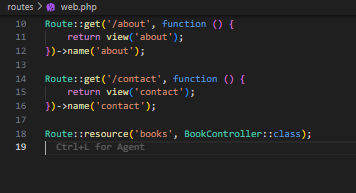 routes > web.php
10 Route::get('/about', function () {
11     return view('about');
12 })->name('about');
13
14 Route::get('/contact', function () {
15     return view('contact');
16 })->name('contact');
17
18 Route::resource('books', BookController::class);
19 Ctrl+L for Agent